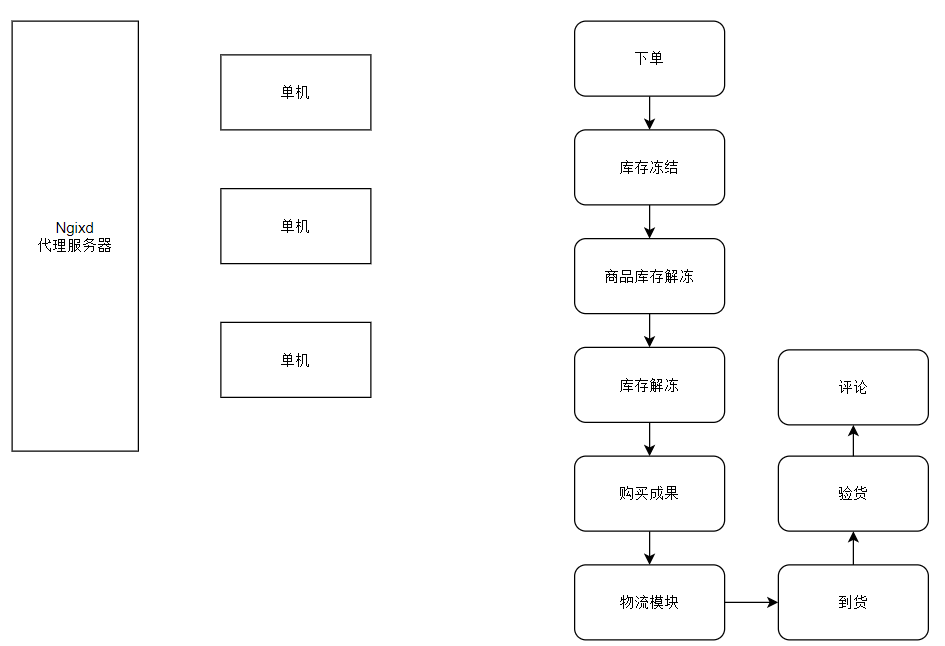 Ngixd
代理服务器
单机
单机
单机
下单
库存冻结
商品库存解冻
库存解冻
购买成果
物流模块
到货
验货
评论